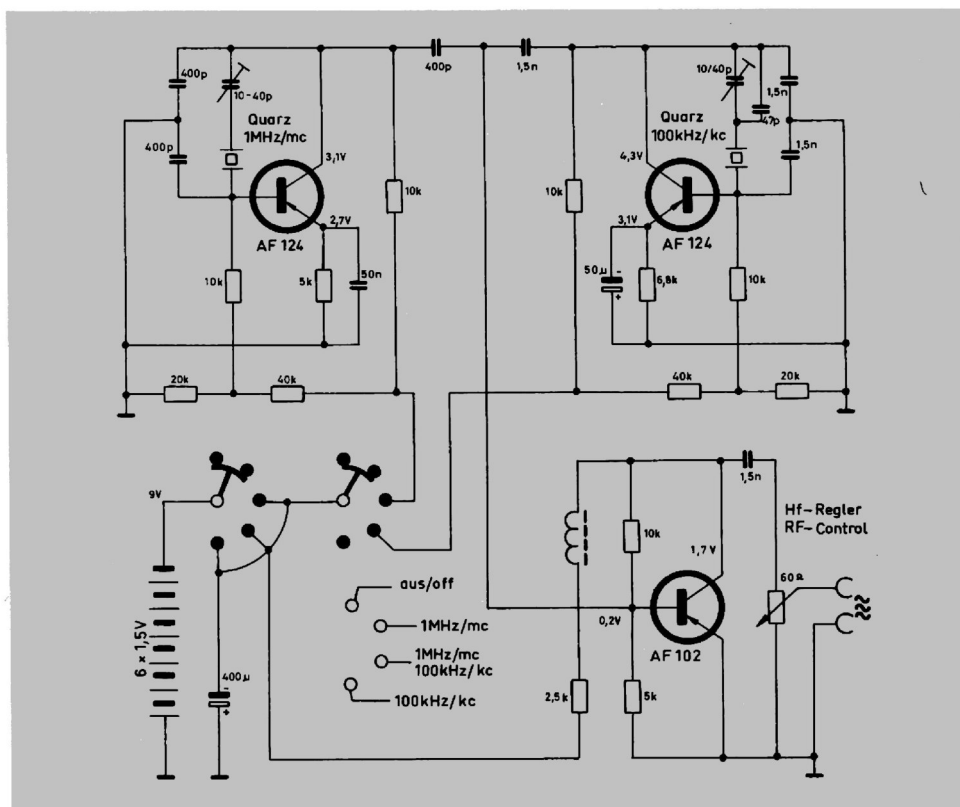 400p
1,5n
400p
10-40p
Quarz
1MHz/mc
400p
3,1V
2,7V
AF 124
10k
10k
5k
50n
20k
40k
10/40p
1,5n
47p
Quarz
100kHz/kc
1,5n
4,3V
10k
3,1V
AF 124
50μ
-
+
6,8k
10k
40k
20k
9V
6 × 1,5V
400μ
-
+
aus/off
1MHz/mc
1MHz/mc
100kHz/kc
100kHz/kc
1,5n
Hf-Regler
RF-Control
10k
1,7V
60Ω
0,2V
AF 102
2,5k
5k